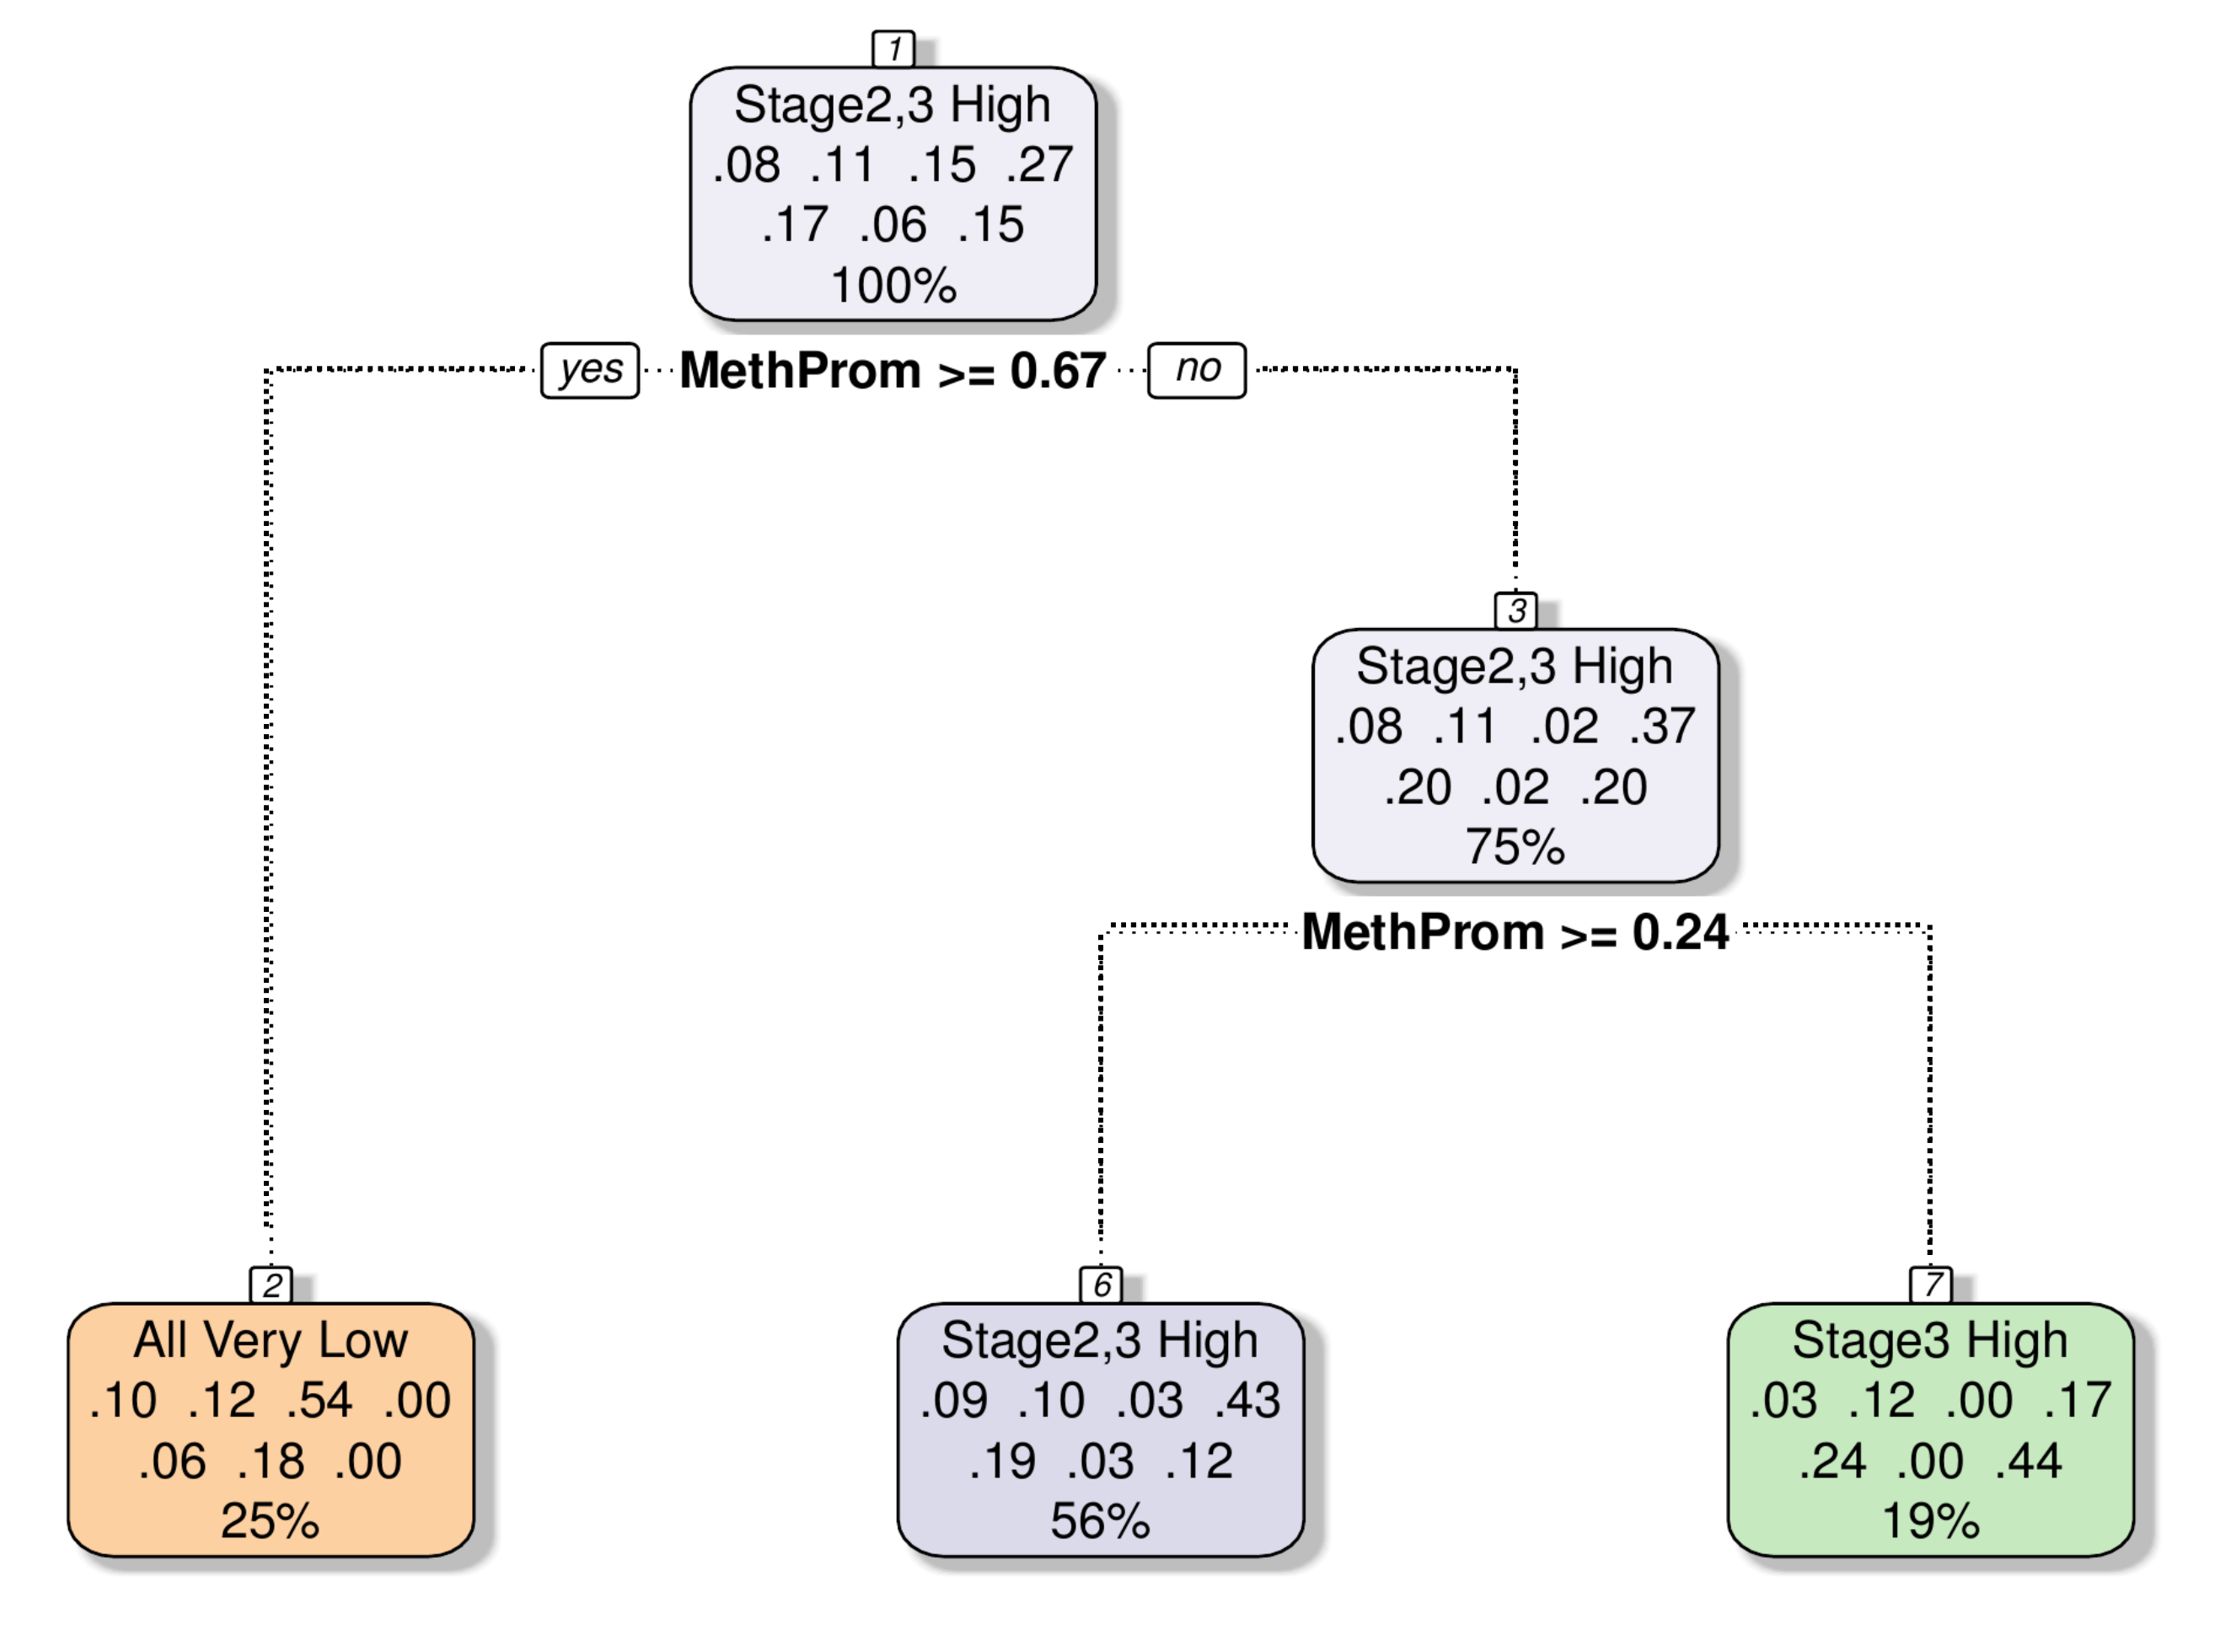 1
Stage2,3 High
.08 .11 .15 .27
.17 .06 .15
100%
yes MethProm >= 0.67 no
3
Stage2,3 High
.08 .11 .02 .37
.20 .02 .20
75%
MethProm >= 0.24
2
All Very Low
.10 .12 .54 .00
.06 .18 .00
25%
6
Stage2,3 High
.09 .10 .03 .43
.19 .03 .12
56%
7
Stage3 High
.03 .12 .00 .17
.24 .00 .44
19%